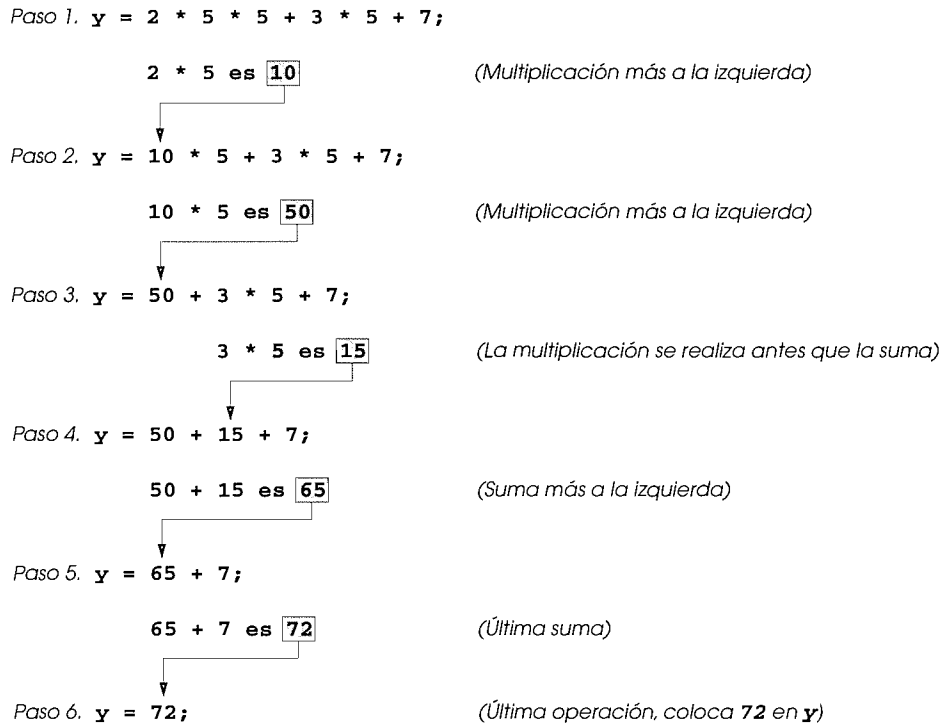 Paso 1. y = 2 * 5 * 5 + 3 * 5 + 7;
2 * 5 es 10 (Multiplicación más a la izquierda)
Paso 2. y = 10 * 5 + 3 * 5 + 7;
10 * 5 es 50 (Multiplicación más a la izquierda)
Paso 3. y = 50 + 3 * 5 + 7;
3 * 5 es 15 (La multiplicación se realiza antes que la suma)
Paso 4. y = 50 + 15 + 7;
50 + 15 es 65 (Suma más a la izquierda)
Paso 5. y = 65 + 7;
65 + 7 es 72 (Última suma)
Paso 6. y = 72; (Última operación, coloca 72 en y)